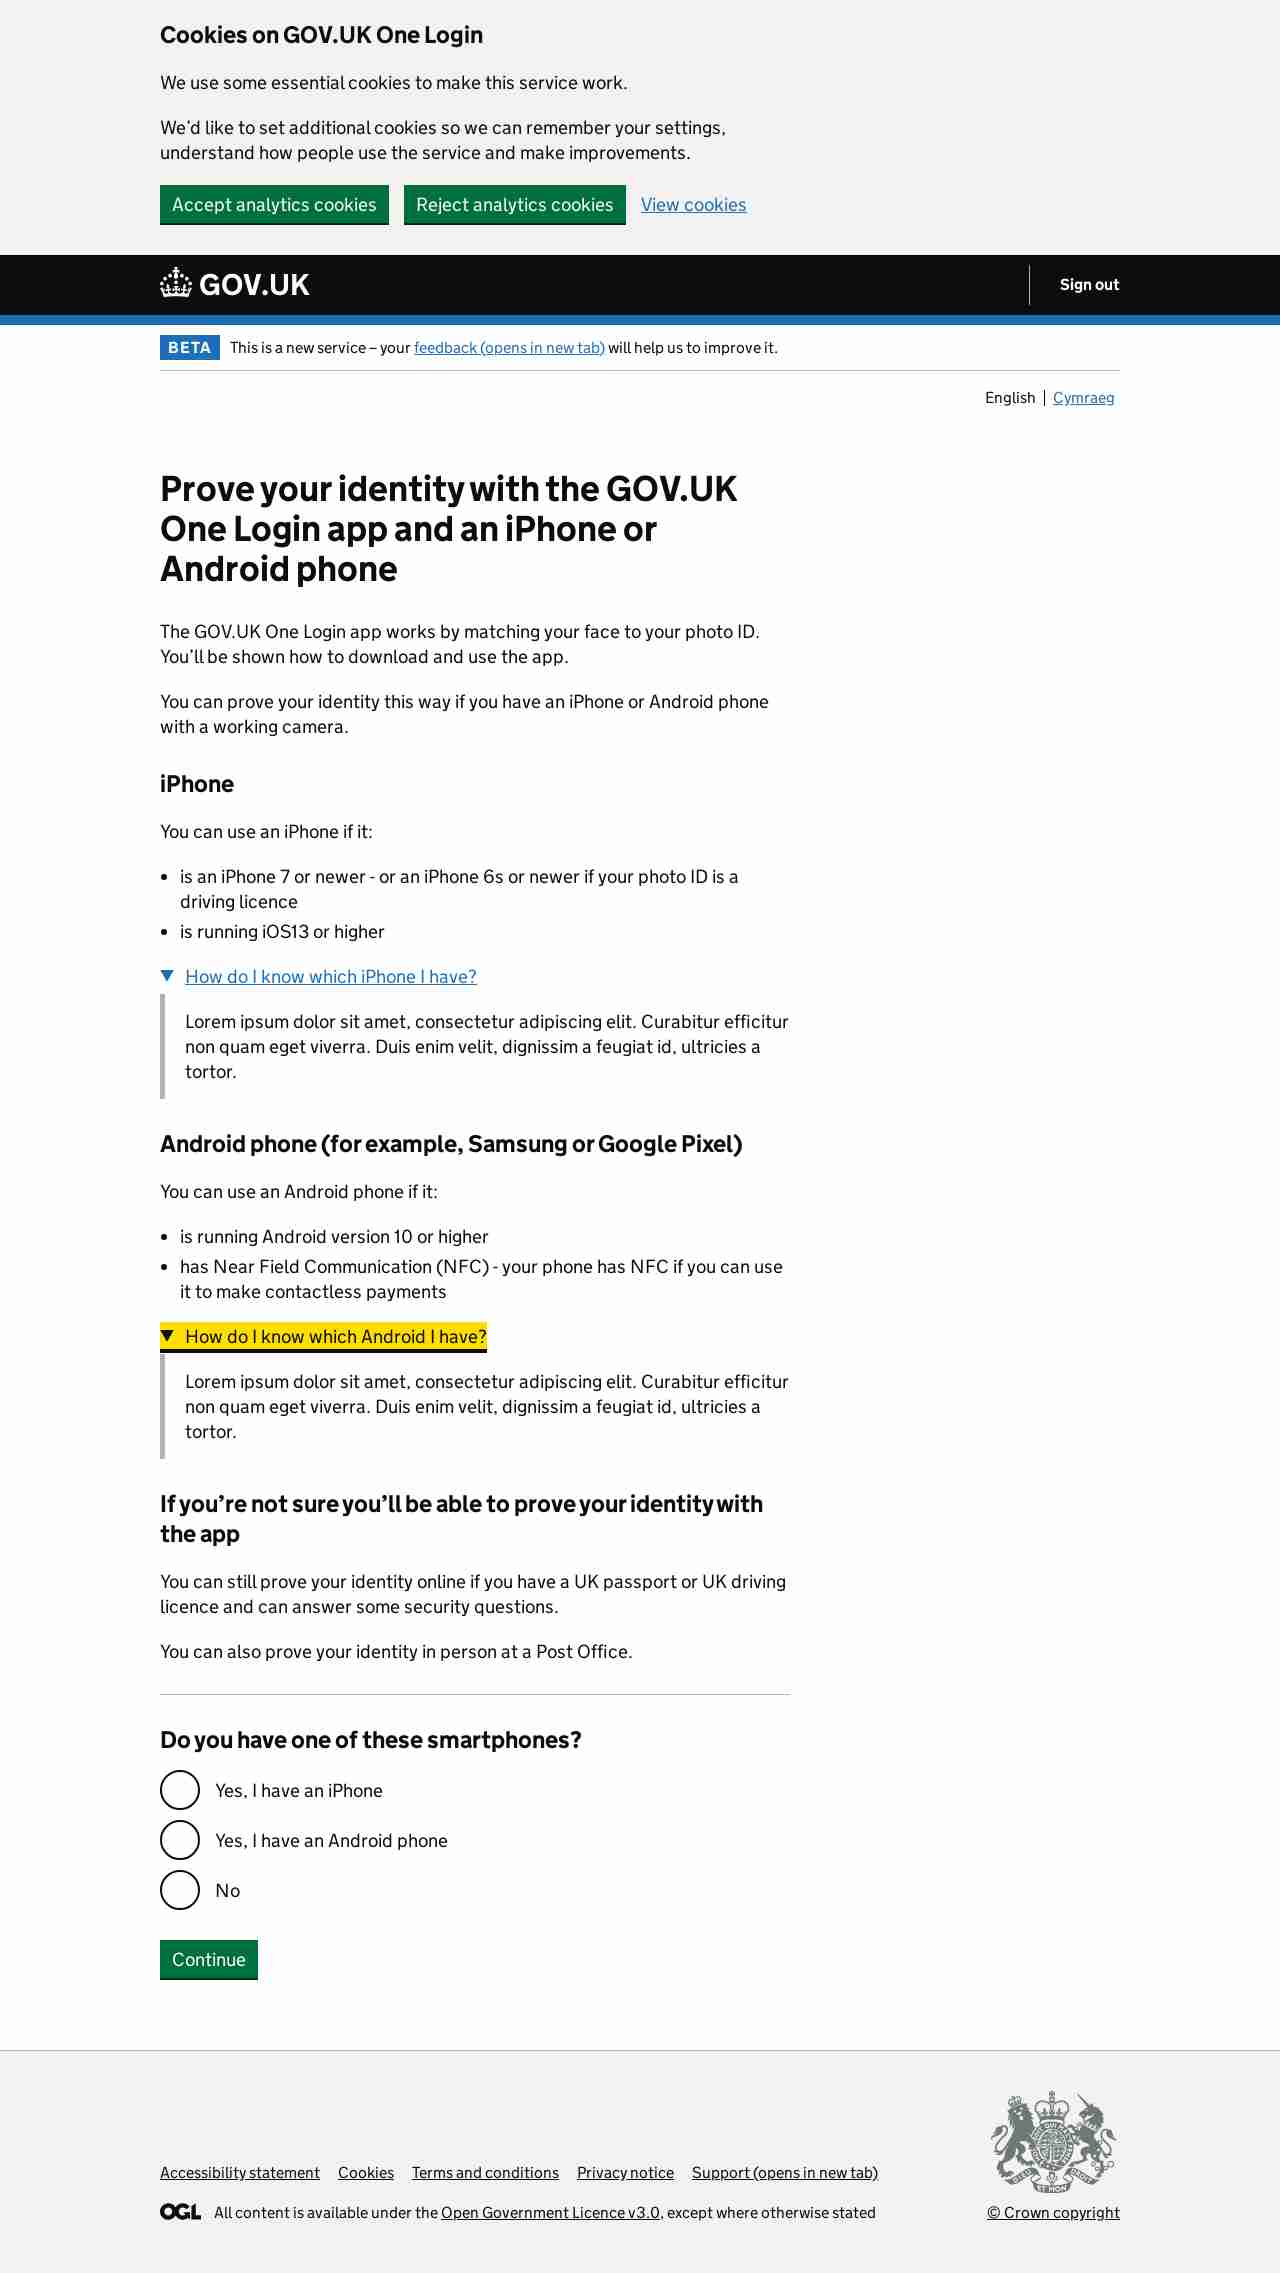 Cookies on GOV.UK One Login
We use some essential cookies to make this service work.
We’d like to set additional cookies so we can remember your settings,
understand how people use the service and make improvements.
Accept analytics cookies Reject analytics cookies View cookies
GOV.UK Sign out
BETA This is a new service – your feedback (opens in new tab) will help us to improve it.
English Cymraeg
Prove your identity with the GOV.UK
One Login app and an iPhone or
Android phone
The GOV.UK One Login app works by matching your face to your photo ID.
You’ll be shown how to download and use the app.
You can prove your identity this way if you have an iPhone or Android phone
with a working camera.
iPhone
You can use an iPhone if it:
• is an iPhone 7 or newer - or an iPhone 6s or newer if your photo ID is a
driving licence
• is running iOS13 or higher
How do I know which iPhone I have?
Lorem ipsum dolor sit amet, consectetur adipiscing elit. Curabitur efficitur
non quam eget viverra. Duis enim velit, dignissim a feugiat id, ultricies a
tortor.
Android phone (for example, Samsung or Google Pixel)
You can use an Android phone if it:
• is running Android version 10 or higher
• has Near Field Communication (NFC) - your phone has NFC if you can use
it to make contactless payments
How do I know which Android I have?
Lorem ipsum dolor sit amet, consectetur adipiscing elit. Curabitur efficitur
non quam eget viverra. Duis enim velit, dignissim a feugiat id, ultricies a
tortor.
If you’re not sure you’ll be able to prove your identity with
the app
You can still prove your identity online if you have a UK passport or UK driving
licence and can answer some security questions.
You can also prove your identity in person at a Post Office.
Do you have one of these smartphones?
Yes, I have an iPhone
Yes, I have an Android phone
No
Continue
Accessibility statement Cookies Terms and conditions Privacy notice Support (opens in new tab)
OGL All content is available under the Open Government Licence v3.0, except where otherwise stated
© Crown copyright